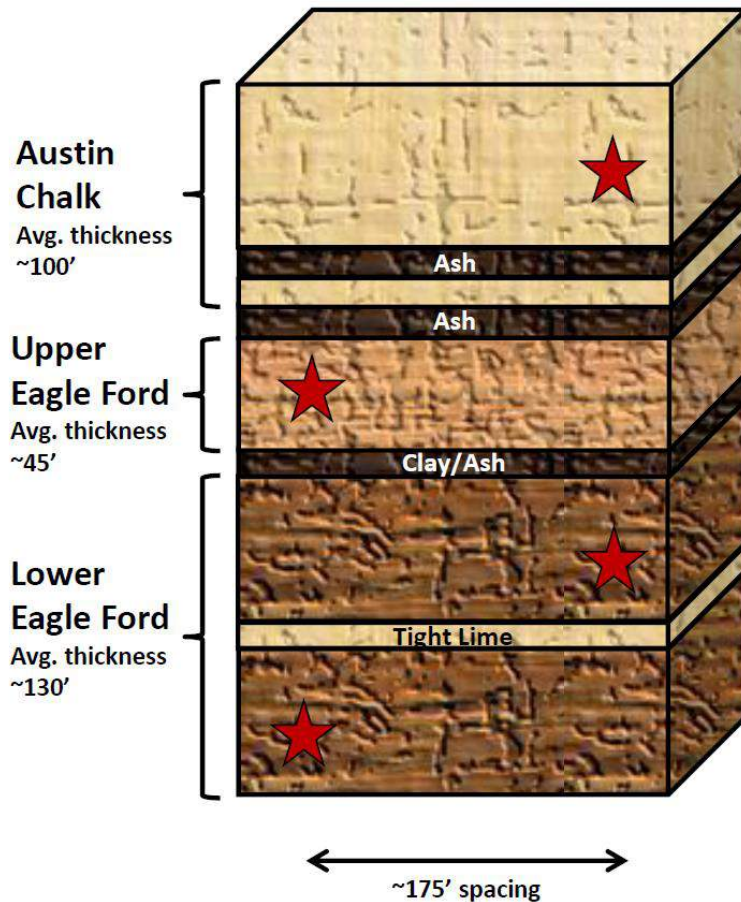 Austin
Chalk
Avg. thickness
~100’
Ash
Ash
Upper
Eagle Ford
Avg. thickness
~45’
Clay/Ash
Lower
Eagle Ford
Avg. thickness
~130’
Tight Lime
~175’ spacing